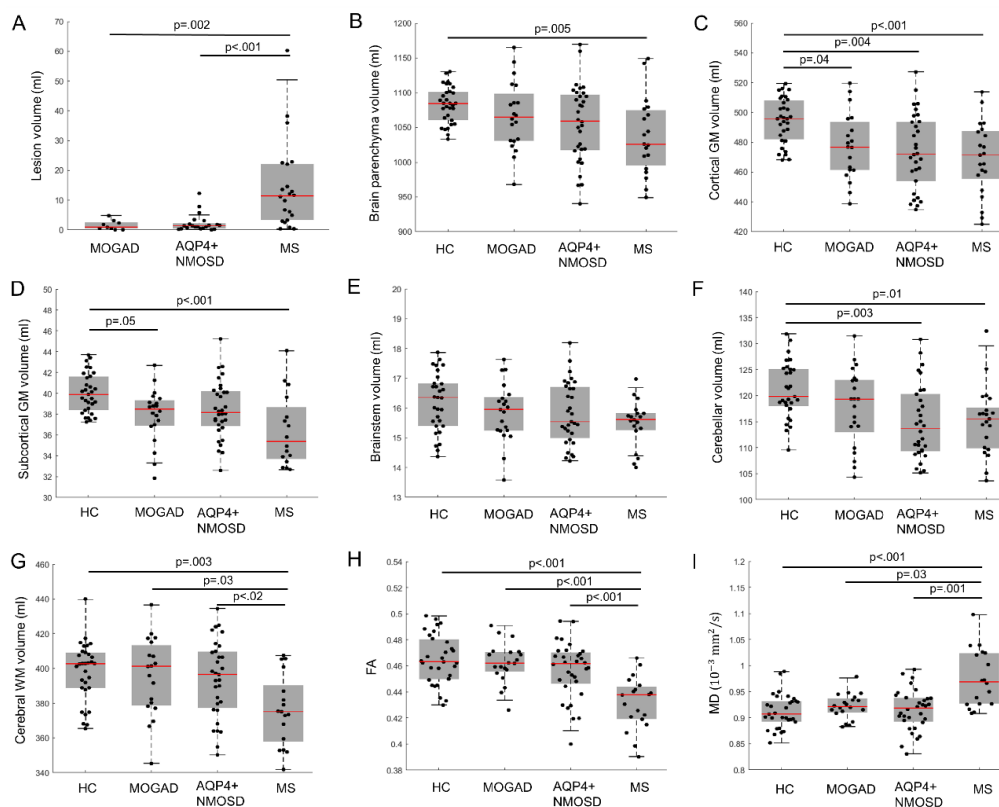 A
p=.002
p<.001
Lesion volume (ml)
70
60
50
40
30
20
10
0
MOGAD
AQP4+
NMOSD
MS
B
p=.005
Brain parenchyma volume (ml)
1200
1150
1100
1050
1000
950
900
HC
MOGAD
AQP4+
NMOSD
MS
C
p<.001
p=.004
p=.04
Cortical GM volume (ml)
560
540
520
500
480
460
440
420
HC
MOGAD
AQP4+
NMOSD
MS
D
p<.001
p=.05
Subcortical GM volume (ml)
50
48
46
44
42
40
38
36
34
32
30
HC
MOGAD
AQP4+
NMOSD
MS
E
Brainstem volume (ml)
20
19
18
17
16
15
14
13
HC
MOGAD
AQP4+
NMOSD
MS
F
p=.01
p=.003
Cerebellar volume (ml)
140
135
130
125
120
115
110
105
100
HC
MOGAD
AQP4+
NMOSD
MS
G
p=.003
p=.03
p<.02
Cerebral WM volume (ml)
460
440
420
400
380
360
340
HC
MOGAD
AQP4+
NMOSD
MS
H
p<.001
p<.001
p<.001
FA
0.54
0.52
0.5
0.48
0.46
0.44
0.42
0.4
0.38
HC
MOGAD
AQP4+
NMOSD
MS
I
p<.001
p=.03
p=.001
MD (10⁻³ mm²/s)
1.2
1.15
1.1
1.05
1
0.95
0.9
0.85
0.8
HC
MOGAD
AQP4+
NMOSD
MS